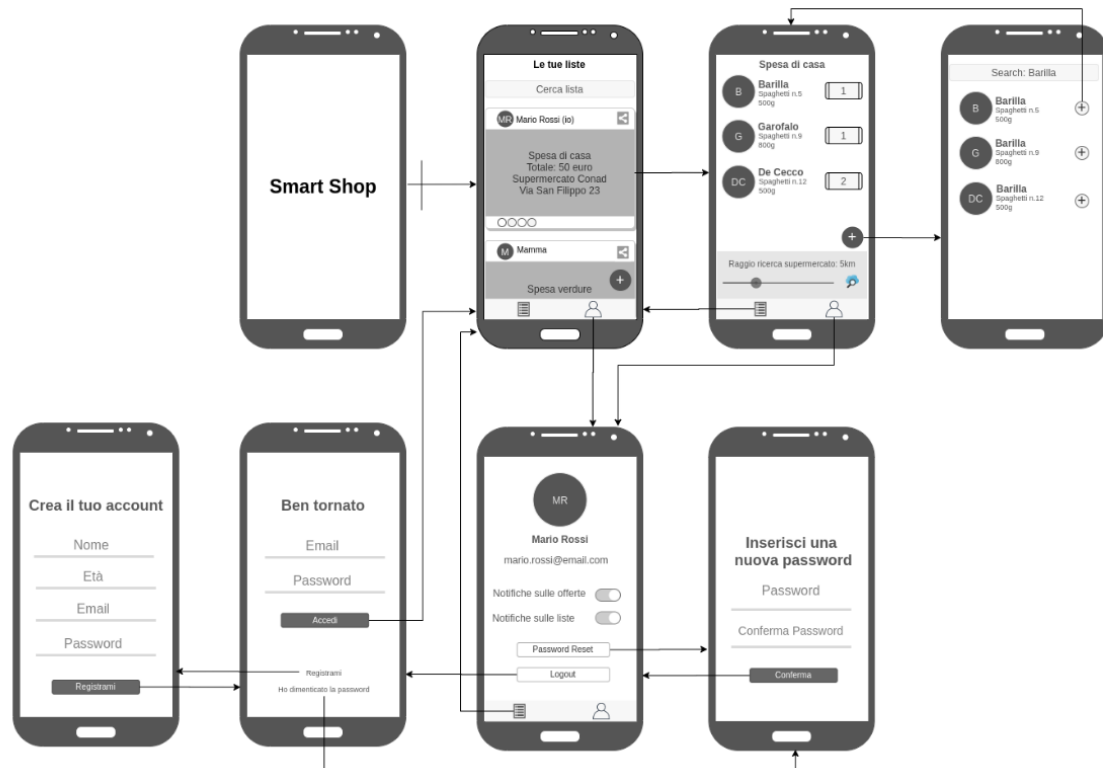 Smart Shop
Le tue liste
Cerca lista
MR Mario Rossi (io)
Spesa di casa
Totale: 50 euro
Supermercato Conad
Via San Filippo 23
M Mamma
Spesa verdure
+
Spesa di casa
B Barilla 1
Spaghetti n.5
500g
G Garofalo 1
Spaghetti n.9
800g
DC De Cecco 2
Spaghetti n.12
500g
+
Raggio ricerca supermercato: 5km
Search: Barilla
B Barilla +
Spaghetti n.5
500g
G Barilla +
Spaghetti n.9
800g
DC Barilla +
Spaghetti n.12
500g
Crea il tuo account
Nome
Età
Email
Password
Registrami
Ben tornato
Email
Password
Accedi
Registrami
Ho dimenticato la password
MR
Mario Rossi
mario.rossi@email.com
Notifiche sulle offerte
Notifiche sulle liste
Password Reset
Logout
Inserisci una
nuova password
Password
Conferma Password
Conferma